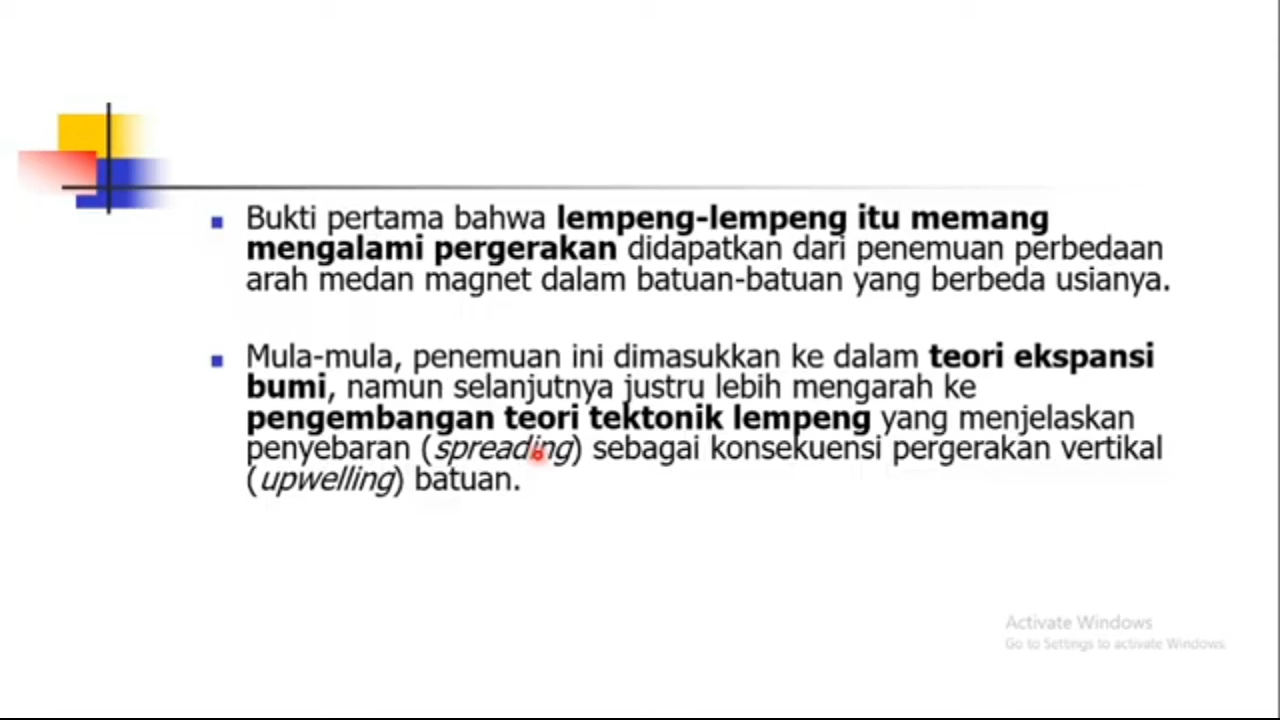 Bukti pertama bahwa lempeng-lempeng itu memang
mengalami pergerakan didapatkan dari penemuan perbedaan
arah medan magnet dalam batuan-batuan yang berbeda usianya.
Mula-mula, penemuan ini dimasukkan ke dalam teori ekspansi
bumi, namun selanjutnya justru lebih mengarah ke
pengembangan teori tektonik lempeng yang menjelaskan
penyebaran (spreading) sebagai konsekuensi pergerakan vertikal
(upwelling) batuan.
Activate Windows
Go to Settings to activate Windows.